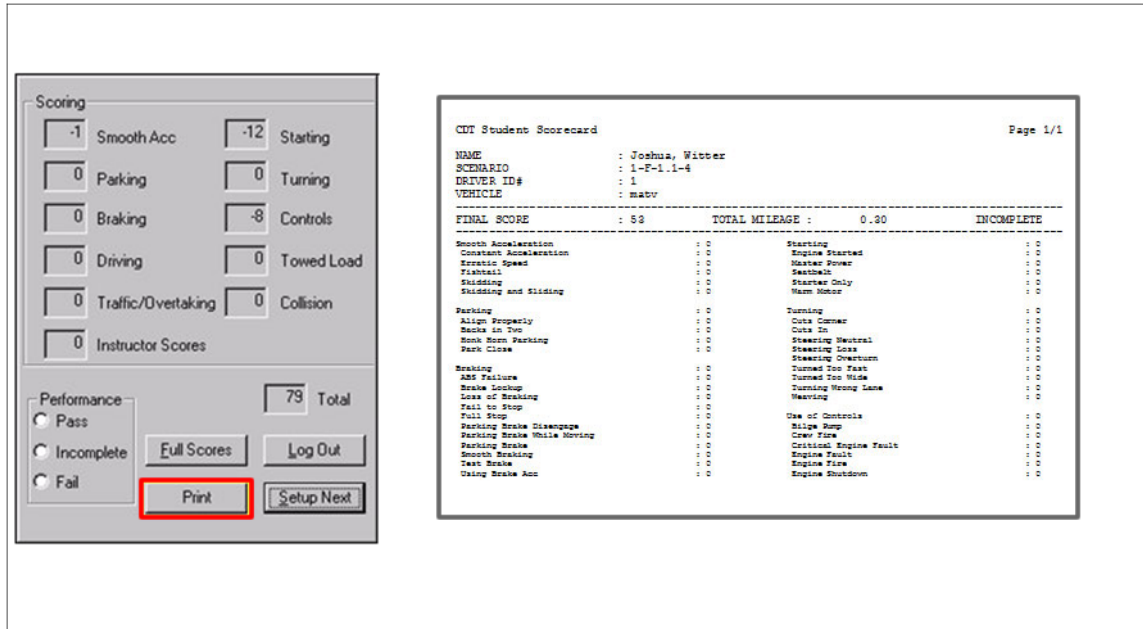 Scoring
-1 Smooth Acc -12 Starting
0 Parking 0 Turning
0 Braking -8 Controls
0 Driving 0 Towed Load
0 Traffic/Overtaking 0 Collision
0 Instructor Scores
Performance
79 Total
Pass
Incomplete Full Scores Log Out
Fail
Print Setup Next
CDT Student Scorecard Page 1/1
NAME : Joshua, Witter
SCENARIO : 1-F-1.1-4
DRIVER ID# : 1
VEHICLE : matv
FINAL SCORE : 53 TOTAL MILEAGE : 0.30 INCOMPLETE
Smooth Acceleration : 0 Starting : 0
Constant Acceleration : 0 Engine Started : 0
Erratic Speed : 0 Master Power : 0
Fishtail : 0 Seatbelt : 0
Skidding : 0 Starter Only : 0
Skidding and Sliding : 0 Warm Motor : 0
Parking : 0 Turning : 0
Align Properly : 0 Cuts Corner : 0
Backs in Two : 0 Cuts In : 0
Honk Horn Parking : 0 Steering Neutral : 0
Park Close : 0 Steering Loss : 0
Steering Overturn : 0
Braking : 0 Turned Too Fast : 0
ABS Failure : 0 Turned Too Wide : 0
Brake Lockup : 0 Turning Wrong Lane : 0
Loss of Braking : 0 Weaving : 0
Fail to Stop : 0
Full Stop : 0 Use of Controls : 0
Parking Brake Disengage : 0 Bilge Pump : 0
Parking Brake While Moving : 0 Crew Fire : 0
Parking Brake : 0 Critical Engine Fault : 0
Smooth Braking : 0 Engine Fault : 0
Test Brake : 0 Engine Fire : 0
Using Brake Acc : 0 Engine Shutdown : 0